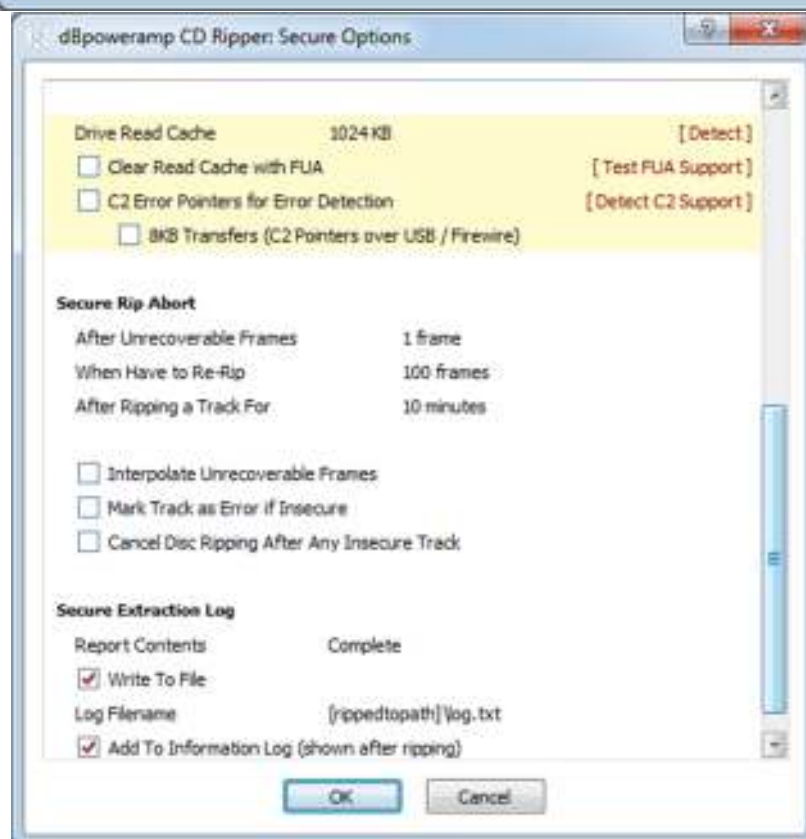 dBpoweramp CD Ripper: Secure Options
Drive Read Cache 1024 KB [ Detect ]
Clear Read Cache with FUA [ Test FUA Support ]
C2 Error Pointers for Error Detection [ Detect C2 Support ]
8KB Transfers (C2 Pointers over USB / Firewire)
Secure Rip Abort
After Unrecoverable Frames 1 frame
When Have to Re-Rip 100 frames
After Ripping a Track For 10 minutes
Interpolate Unrecoverable Frames
Mark Track as Error if Insecure
Cancel Disc Ripping After Any Insecure Track
Secure Extraction Log
Report Contents Complete
Write To File
Log Filename [rippedtopath]\log.txt
Add To Information Log (shown after ripping)
OK Cancel